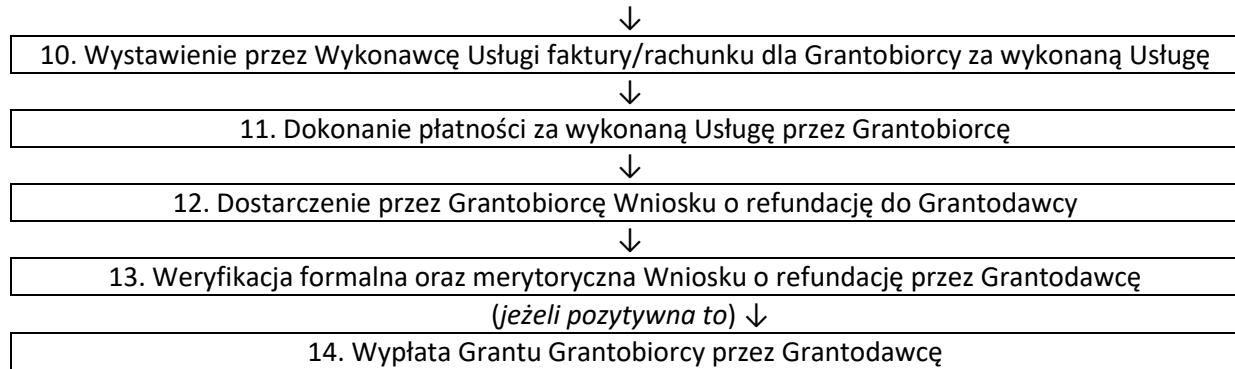 ↓
10. Wystawienie przez Wykonawcę Usługi faktury/rachunku dla Grantobiorcy za wykonaną Usługę
↓
11. Dokonanie płatności za wykonaną Usługę przez Grantobiorcę
↓
12. Dostarczenie przez Grantobiorcę Wniosku o refundację do Grantodawcy
↓
13. Weryfikacja formalna oraz merytoryczna Wniosku o refundację przez Grantodawcę
(jeżeli pozytywna to) ↓
14. Wypłata Grantu Grantobiorcy przez Grantodawcę